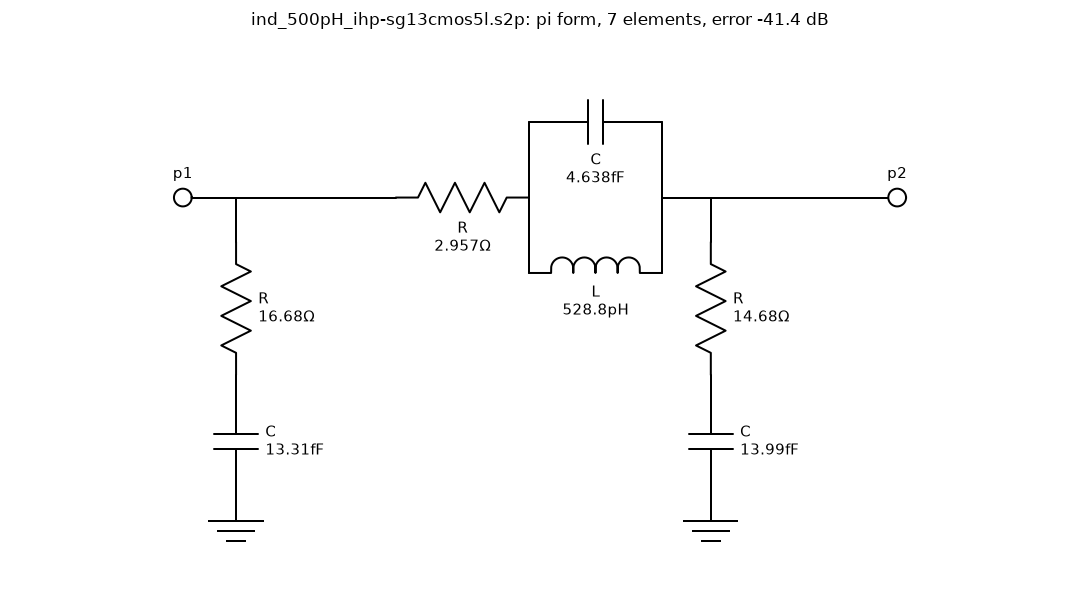 ind_500pH_ihp-sg13cmos5l.s2p: pi form, 7 elements, error -41.4 dB
p1
R
2.957Ω
C
4.638fF
L
528.8pH
p2
R
16.68Ω
C
13.31fF
R
14.68Ω
C
13.99fF